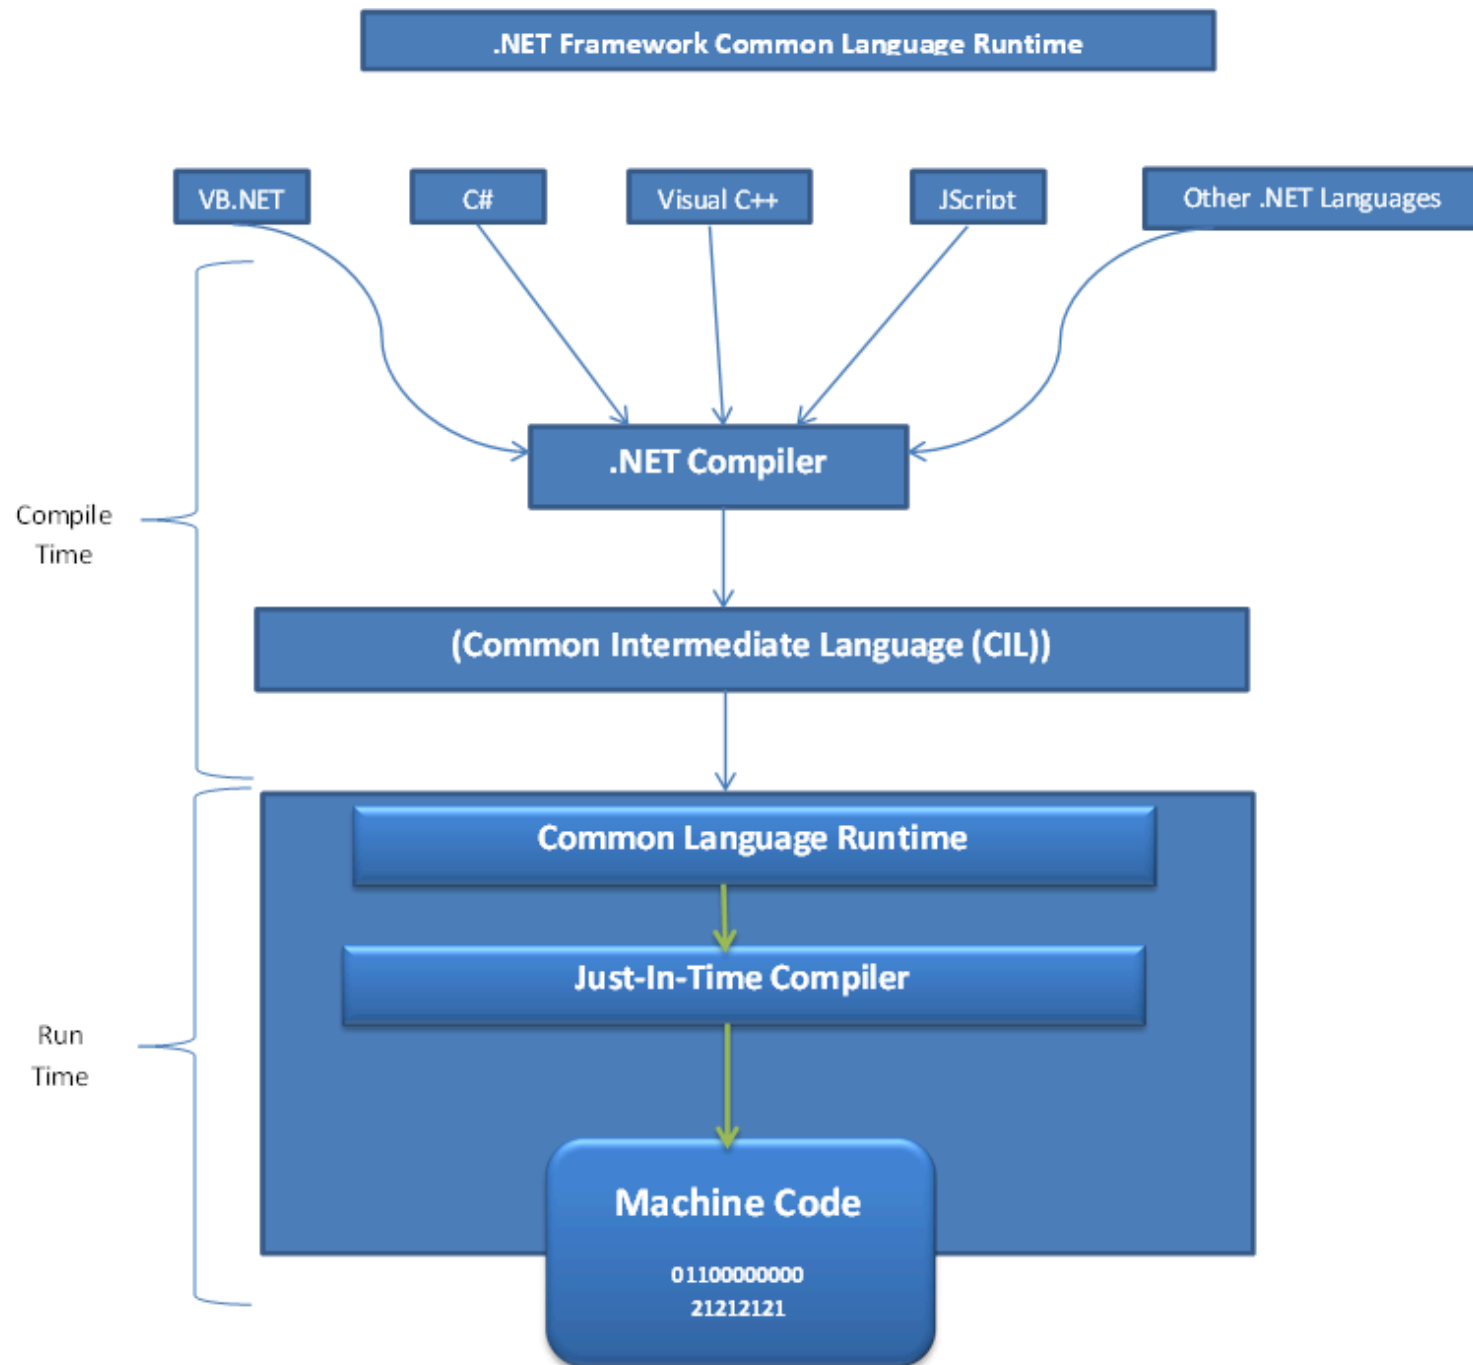 .NET Framework Common Language Runtime
VB.NET
C#
Visual C++
JScript
Other .NET Languages
.NET Compiler
Compile
Time
(Common Intermediate Language (CIL))
Common Language Runtime
Just-In-Time Compiler
Run
Time
Machine Code
01100000000
21212121